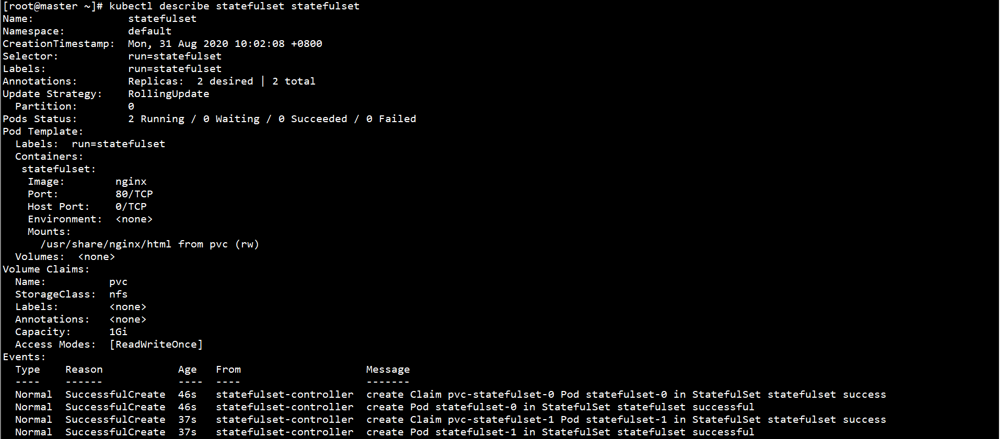 [root@master ~]# kubectl describe statefulset statefulset
Name:               statefulset
Namespace:          default
CreationTimestamp:  Mon, 31 Aug 2020 10:02:08 +0800
Selector:           run=statefulset
Labels:             run=statefulset
Annotations:        Replicas:  2 desired | 2 total
Update Strategy:    RollingUpdate
  Partition:        0
Pods Status:        2 Running / 0 Waiting / 0 Succeeded / 0 Failed
Pod Template:
  Labels:  run=statefulset
  Containers:
   statefulset:
    Image:        nginx
    Port:         80/TCP
    Host Port:    0/TCP
    Environment:  <none>
    Mounts:
      /usr/share/nginx/html from pvc (rw)
  Volumes:  <none>
Volume Claims:
  Name:          pvc
  StorageClass:  nfs
  Labels:        <none>
  Annotations:   <none>
  Capacity:      1Gi
  Access Modes:  [ReadWriteOnce]
Events:
  Type    Reason            Age   From                    Message
  ----    ------            ----  ----                    -------
  Normal  SuccessfulCreate  46s   statefulset-controller  create Claim pvc-statefulset-0 Pod statefulset-0 in StatefulSet statefulset success
  Normal  SuccessfulCreate  46s   statefulset-controller  create Pod statefulset-0 in StatefulSet statefulset successful
  Normal  SuccessfulCreate  37s   statefulset-controller  create Claim pvc-statefulset-1 Pod statefulset-1 in StatefulSet statefulset success
  Normal  SuccessfulCreate  37s   statefulset-controller  create Pod statefulset-1 in StatefulSet statefulset successful